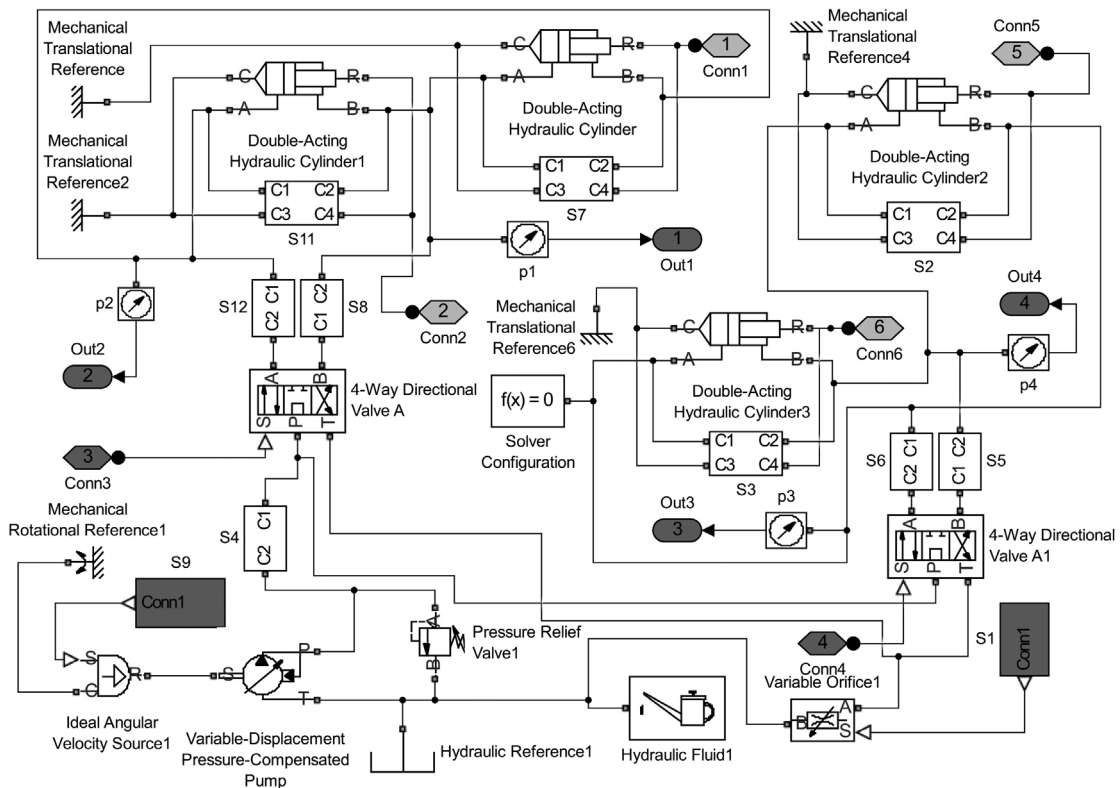 Mechanical
Translational
Reference
C
R
A
B
Double-Acting
Hydraulic Cylinder1
C1 C2
C3 C4
S11
Mechanical
Translational
Reference2
C
R
A
B
Double-Acting
Hydraulic Cylinder
C1 C2
C3 C4
S7
1
Conn1
Mechanical
Translational
Reference4
Conn5
5
C
R
A
B
Double-Acting
Hydraulic Cylinder2
C1 C2
C3 C4
S2
p1
1
Out1
p2
Out2
2
S12
C2 C1
S8
C1 C2
2
Conn2
A
B
S
P
T
4-Way Directional
Valve A
3
Conn3
Mechanical
Translational
Reference6
C
R
A
B
6
Conn6
Double-Acting
Hydraulic Cylinder3
C1 C2
C3 C4
S3
f(x) = 0
Solver
Configuration
Out4
4
p4
S6
C2 C1
S5
C1 C2
A
B
S
P
T
4-Way Directional
Valve A1
Out3
3
p3
Mechanical
Rotational Reference1
S4
C2 C1
S9
Conn1
S
R
C
Ideal Angular
Velocity Source1
S
P
T
Variable-Displacement
Pressure-Compensated
Pump
A
B
Pressure Relief
Valve1
Hydraulic Reference1
Hydraulic Fluid1
4
Conn4
Variable Orifice1
B
A
S
S1
Conn1